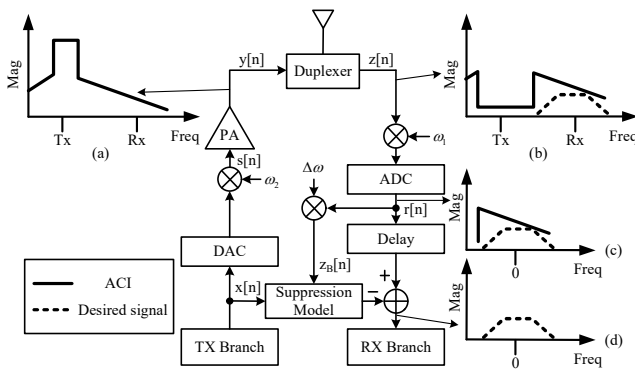 Mag
Tx
Rx
Freq
(a)
y[n]
Duplexer
z[n]
PA
s[n]
ω₂
ω₁
Mag
Tx
Rx
Freq
(b)
Δω
ADC
r[n]
DAC
Delay
z_B[n]
x[n]
Suppression
Model
−
+
TX Branch
RX Branch
Mag
0
Freq
(c)
Mag
0
Freq
(d)
ACI
Desired signal